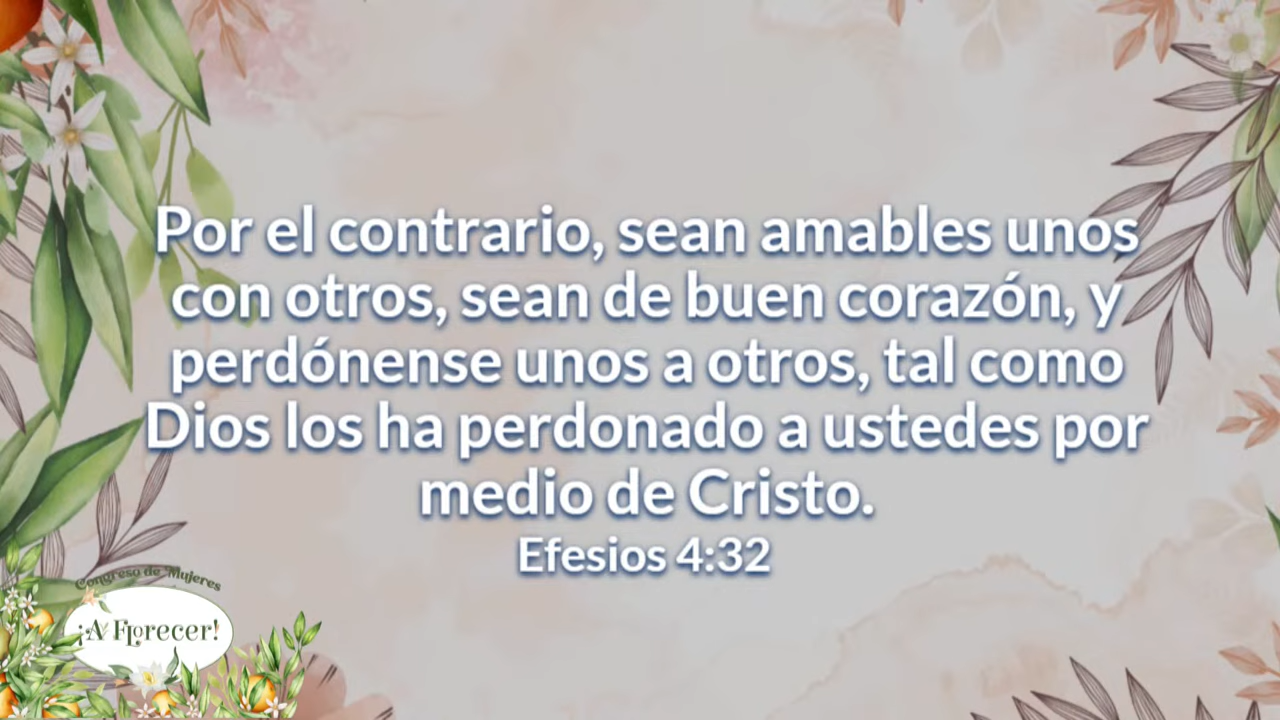 Por el contrario, sean amables unos
con otros, sean de buen corazón, y
perdónense unos a otros, tal como
Dios los ha perdonado a ustedes por
medio de Cristo.
Efesios 4:32
Congreso de Mujeres
¡A Florecer!